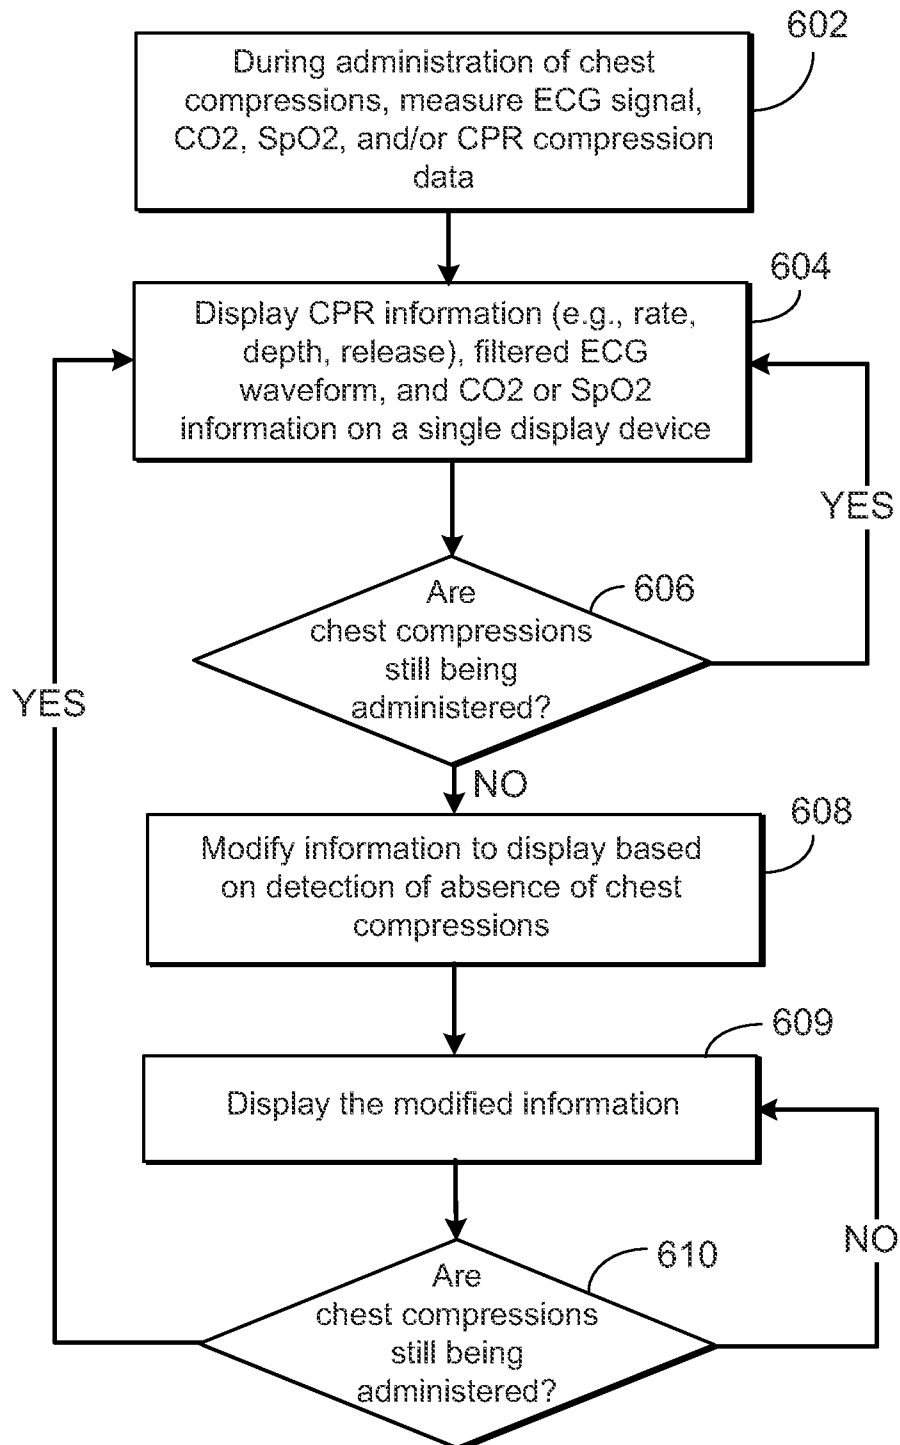 602
During administration of chest
compressions, measure ECG signal,
CO2, SpO2, and/or CPR compression
data
604
Display CPR information (e.g., rate,
depth, release), filtered ECG
waveform, and CO2 or SpO2
information on a single display device
YES
606
Are
chest compressions
still being
administered?
YES
NO
608
Modify information to display based
on detection of absence of chest
compressions
609
Display the modified information
NO
610
Are
chest compressions
still being
administered?